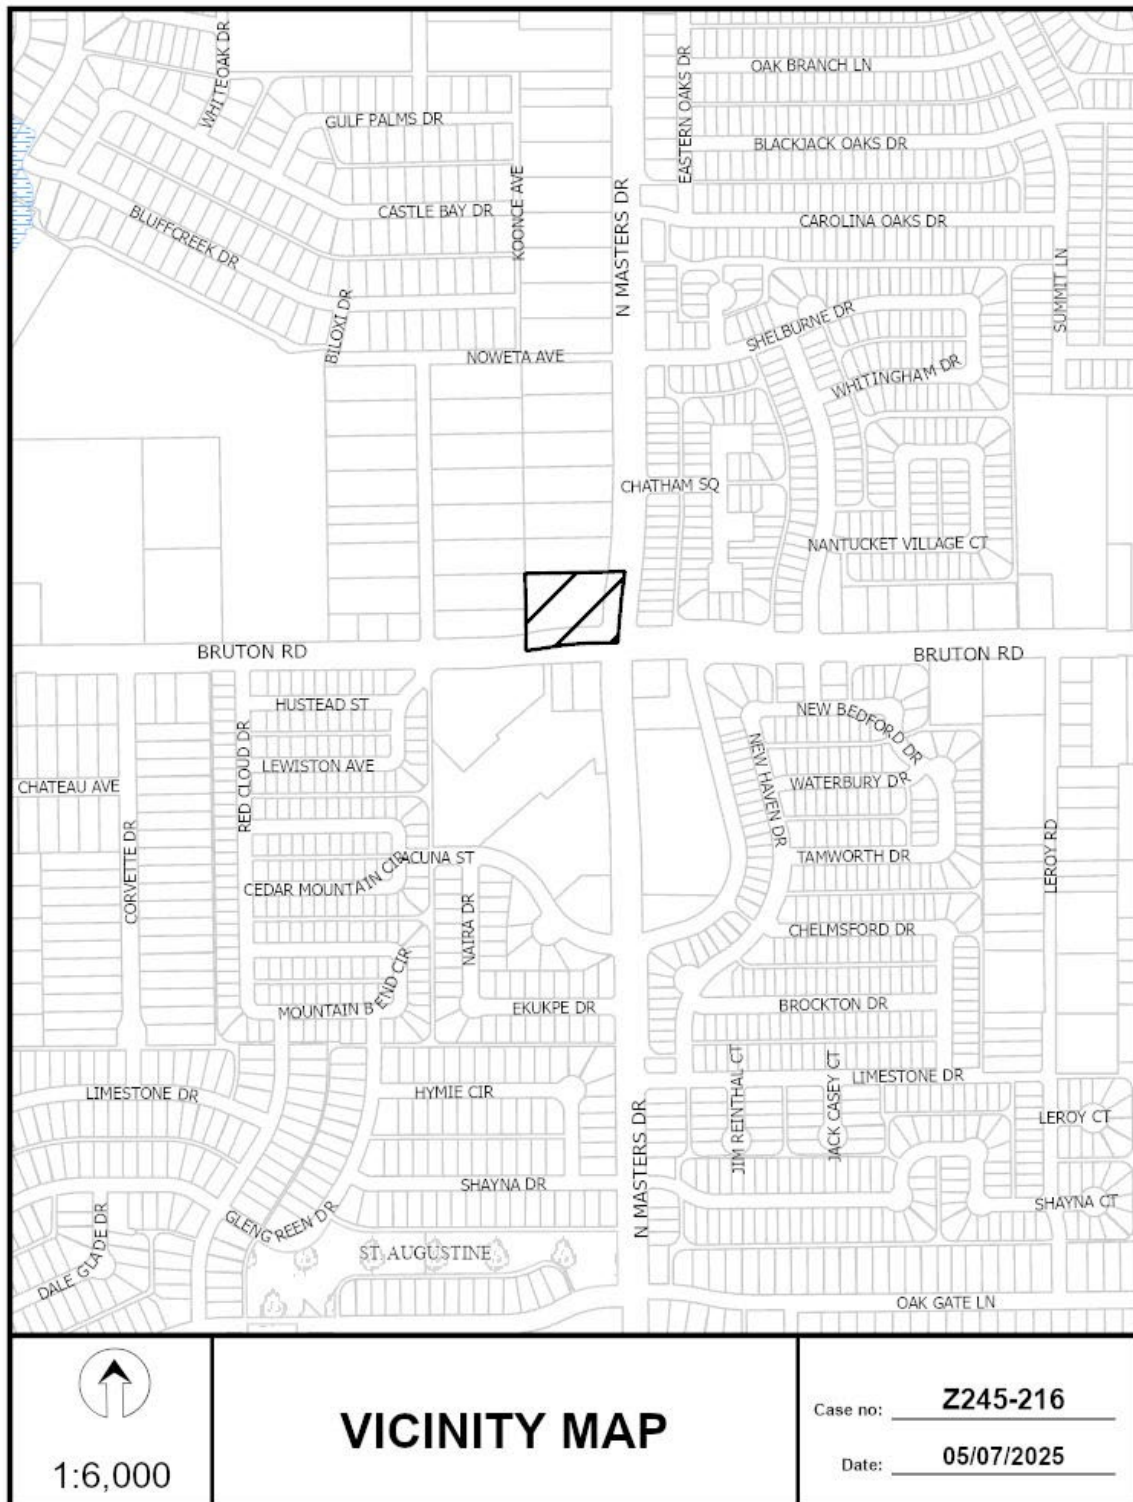 WHITEOAK DR
EASTERN OAKS DR
OAK BRANCH LN
GULF PALMS DR
BLACKJACK OAKS DR
KOONCE AVE
N MASTERS DR
CASTLE BAY DR
CAROLINA OAKS DR
BLUFFCREEK DR
SUMMIT LN
BILOXI DR
SHELBURNE DR
NOWETA AVE
WHITINGHAM DR
CHATHAM SQ
NANTUCKET VILLAGE CT
BRUTON RD
BRUTON RD
HUSTEAD ST
NEW BEDFORD DR
RED CLOUD DR
LEWISTON AVE
NEW HAVEN DR
WATERBURY DR
CHATEAU AVE
CORVETTE DR
ACUNA ST
TAMWORTH DR
LEROY RD
CEDAR MOUNTAIN CIR
NAIRA DR
CHELMSFORD DR
MOUNTAIN BEND CIR
EKUKPE DR
BROCKTON DR
LIMESTONE DR
HYMIE CIR
JIM REINTHAL CT
JACK CASEY CT
LIMESTONE DR
LEROY CT
N MASTERS DR
SHAYNA DR
SHAYNA CT
GLENGREEN DR
DALE GLADE DR
ST. AUGUSTINE
OAK GATE LN
1:6,000
VICINITY MAP
Case no: Z245-216
Date: 05/07/2025